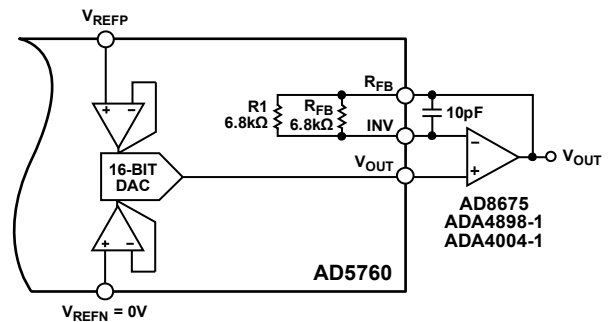 VREFP
RFB
R1
6.8kΩ
RFB
6.8kΩ
10pF
INV
16-BIT
DAC
VOUT
VOUT
AD8675
ADA4898-1
ADA4004-1
AD5760
VREFN = 0V
+
−
+
−
−
+